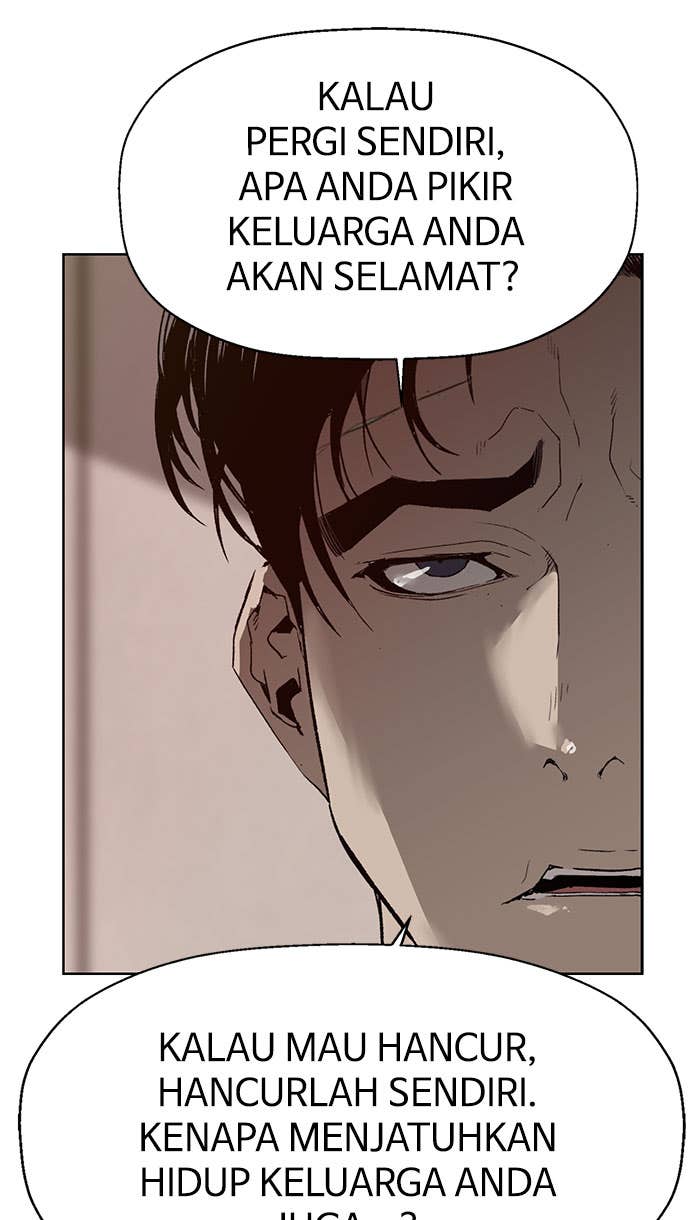 KALAU
PERGI SENDIRI,
APA ANDA PIKIR
KELUARGA ANDA
AKAN SELAMAT?
KALAU MAU HANCUR,
HANCURLAH SENDIRI.
KENAPA MENJATUHKAN
HIDUP KELUARGA ANDA